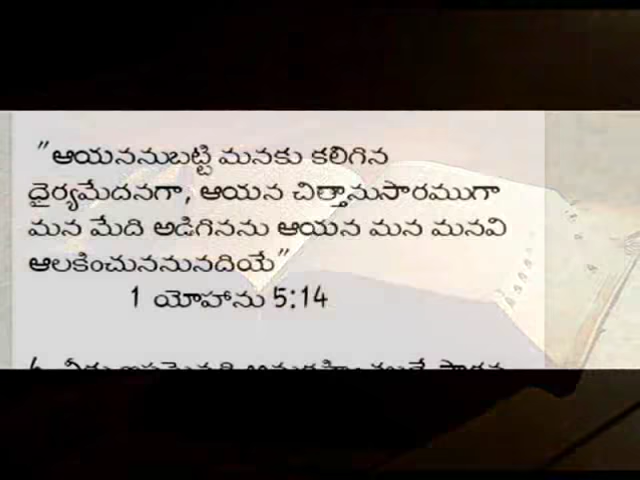 "ఆయననుబట్టి మనకు కలిగిన
ధైర్యమేదనగా, ఆయన చిత్తానుసారముగా
మన మేది అడిగినను ఆయన మన మనవి
ఆలకించుననునదియే"
1 యోహాను 5:14